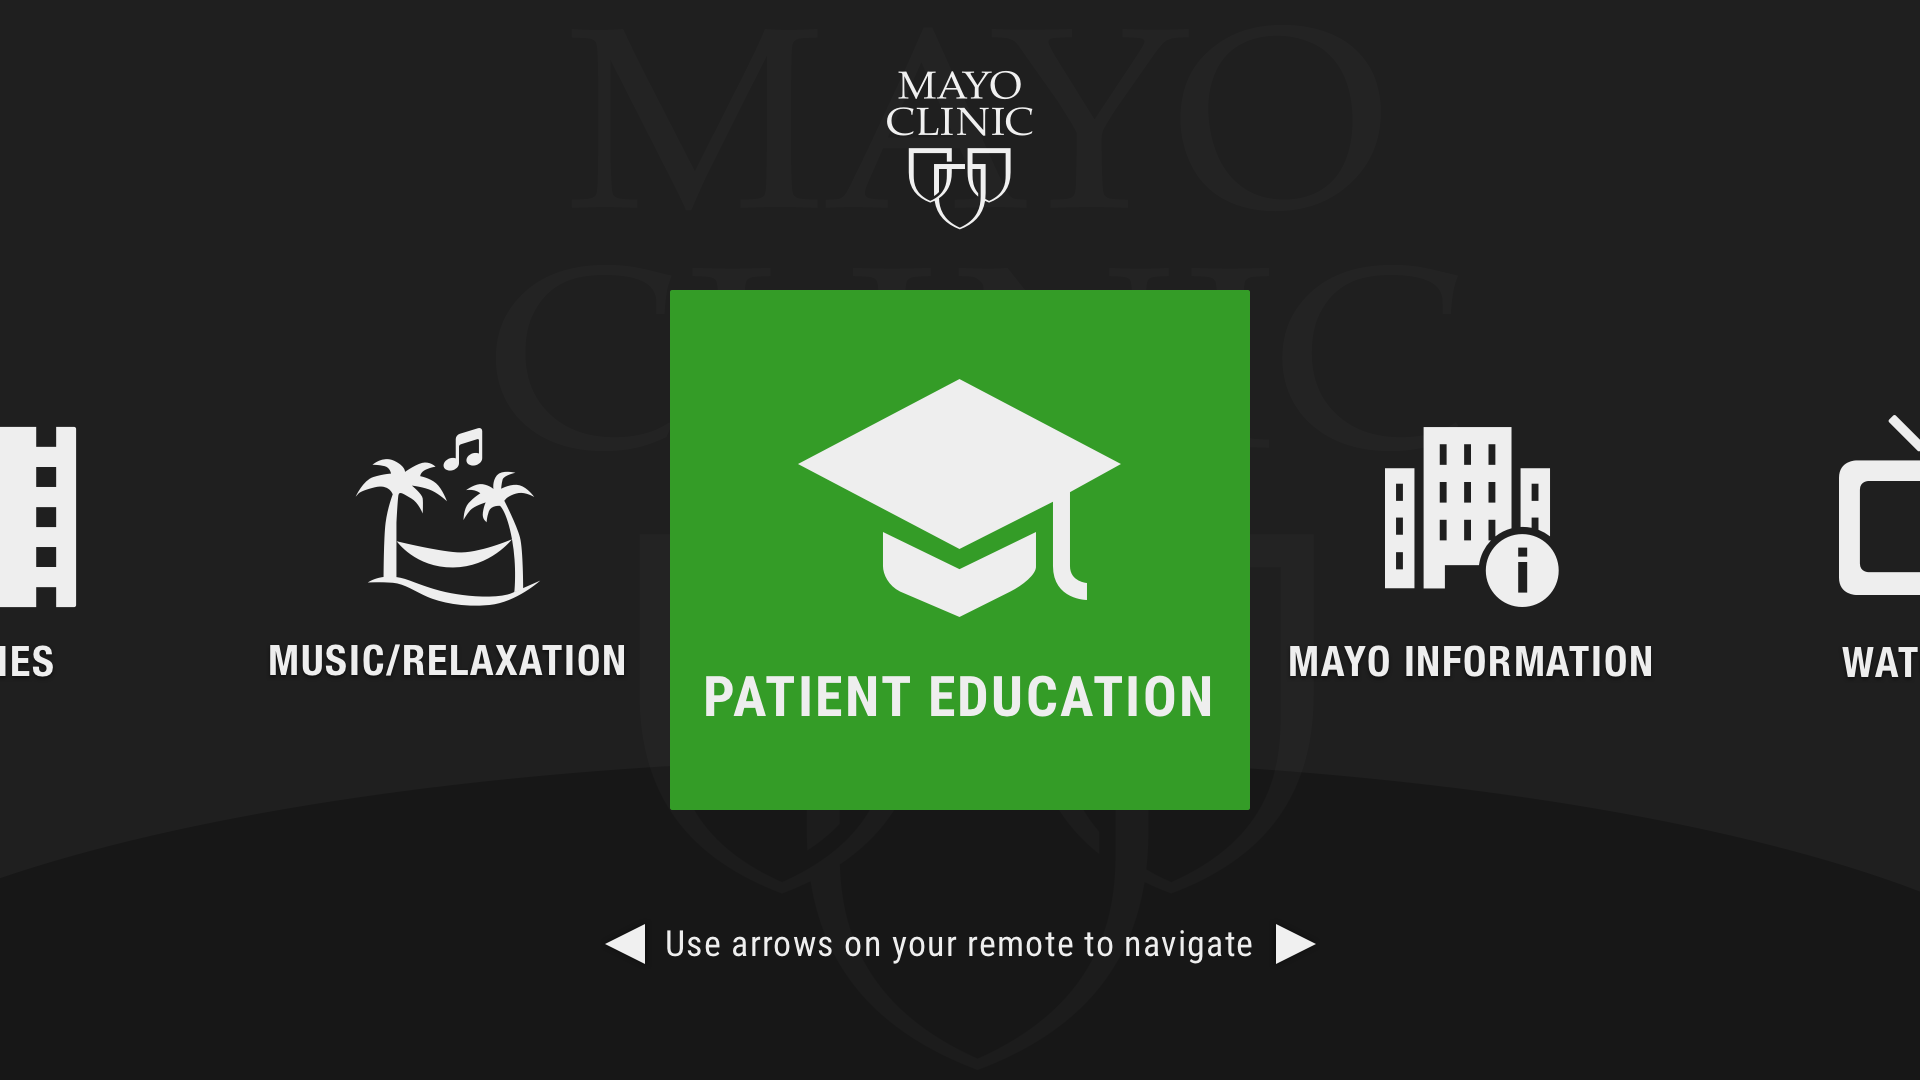 MAYO
CLINIC
IES
MUSIC/RELAXATION
PATIENT EDUCATION
MAYO INFORMATION
WAT
Use arrows on your remote to navigate